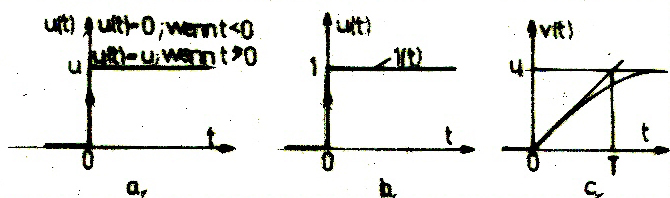 u(t) u(t)=0; wenn t<0
u(t)=u; wenn t≥0
u
t
0
a,
u(t)
1
1(t)
t
0
b,
v(t)
u
t
0
T
c,